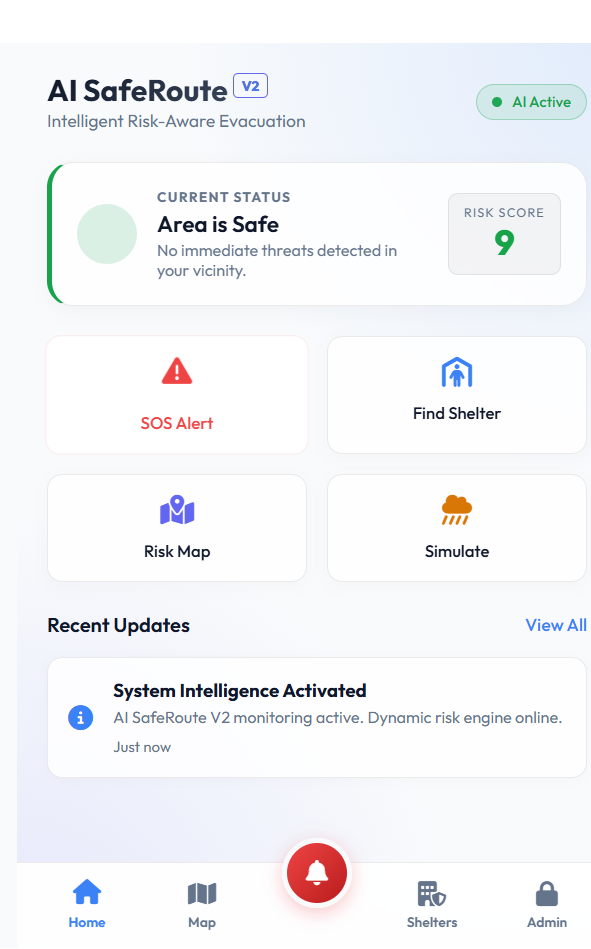 AI SafeRoute V2
AI Active
Intelligent Risk-Aware Evacuation
CURRENT STATUS
Area is Safe
No immediate threats detected in
your vicinity.
RISK SCORE
9
SOS Alert
Find Shelter
Risk Map
Simulate
Recent Updates
View All
System Intelligence Activated
AI SafeRoute V2 monitoring active. Dynamic risk engine online.
Just now
Home
Map
Shelters
Admin